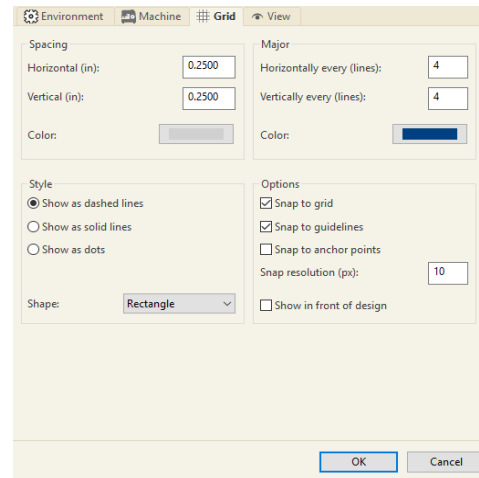 Environment Machine Grid View
Spacing
Horizontal (in): 0.2500
Vertical (in): 0.2500
Color:
Major
Horizontally every (lines): 4
Vertically every (lines): 4
Color:
Style
Show as dashed lines
Show as solid lines
Show as dots
Shape: Rectangle
Options
Snap to grid
Snap to guidelines
Snap to anchor points
Snap resolution (px): 10
Show in front of design
OK Cancel